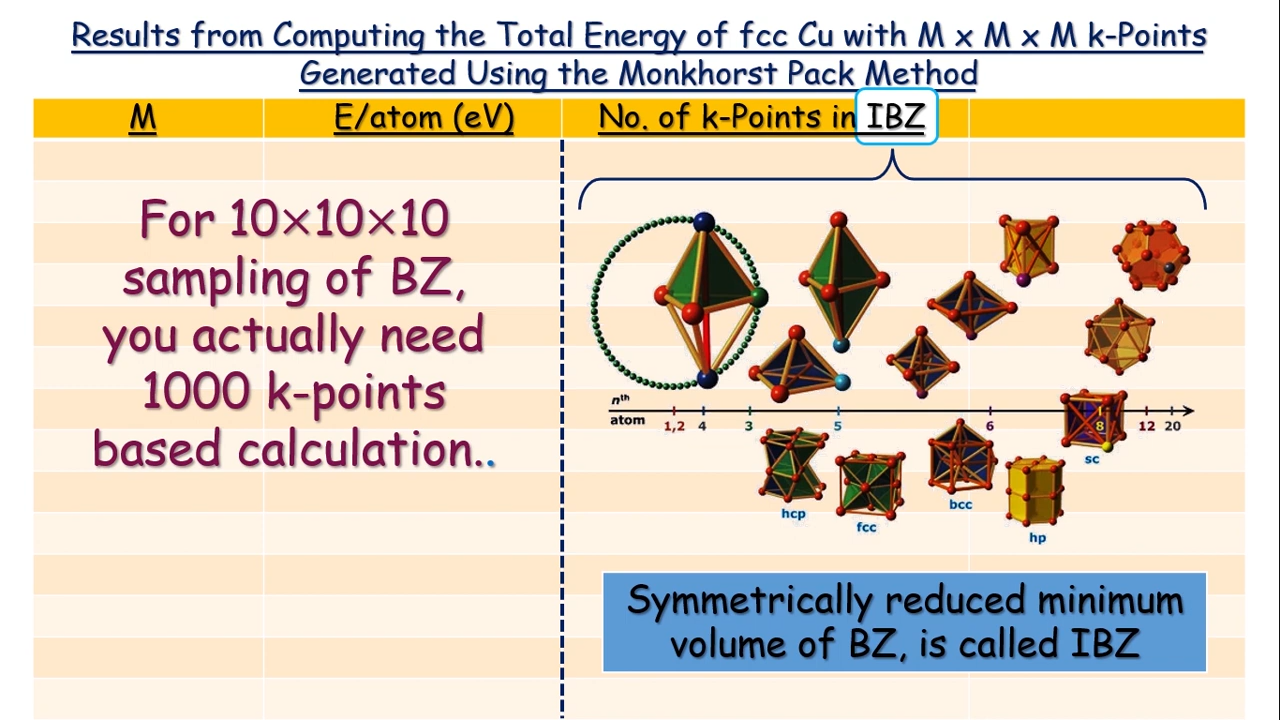 Results from Computing the Total Energy of fcc Cu with M x M x M k-Points
Generated Using the Monkhorst Pack Method
M E/atom (eV) No. of k-Points in IBZ
For 10×10×10
sampling of BZ,
you actually need
1000 k-points
based calculation..
nth
atom
1,2 4 3 5 6 8 12 20
sc
hcp
fcc
bcc
hp
Symmetrically reduced minimum
volume of BZ, is called IBZ